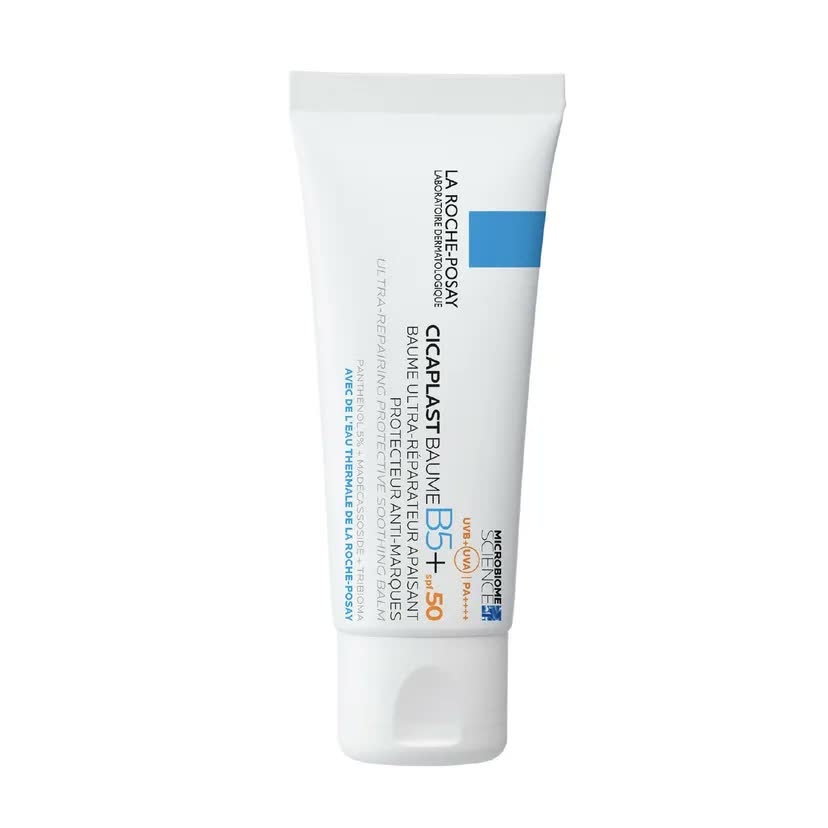 LA ROCHE-POSAY
LABORATOIRE DERMATOLOGIQUE
MICROBIOME
SCIENCE
UVB+UVA | PA++++
CICAPLAST BAUME B5+ spf 50
BAUME ULTRA-RÉPARATEUR APAISANT
PROTECTEUR ANTI-MARQUES
ULTRA-REPAIRING PROTECTIVE SOOTHING BALM
PANTHENOL 5% + MADÉCASSOSIDE + TRIBIOMA
AVEC DE L'EAU THERMALE DE LA ROCHE-POSAY